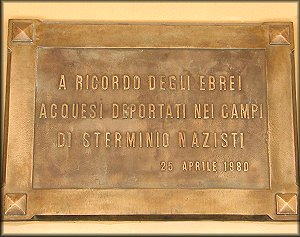 A RICORDO DEGLI EBREI
ACQUESI DEPORTATI NEI CAMPI
DI STERMINIO NAZISTI
25 APRILE 1980